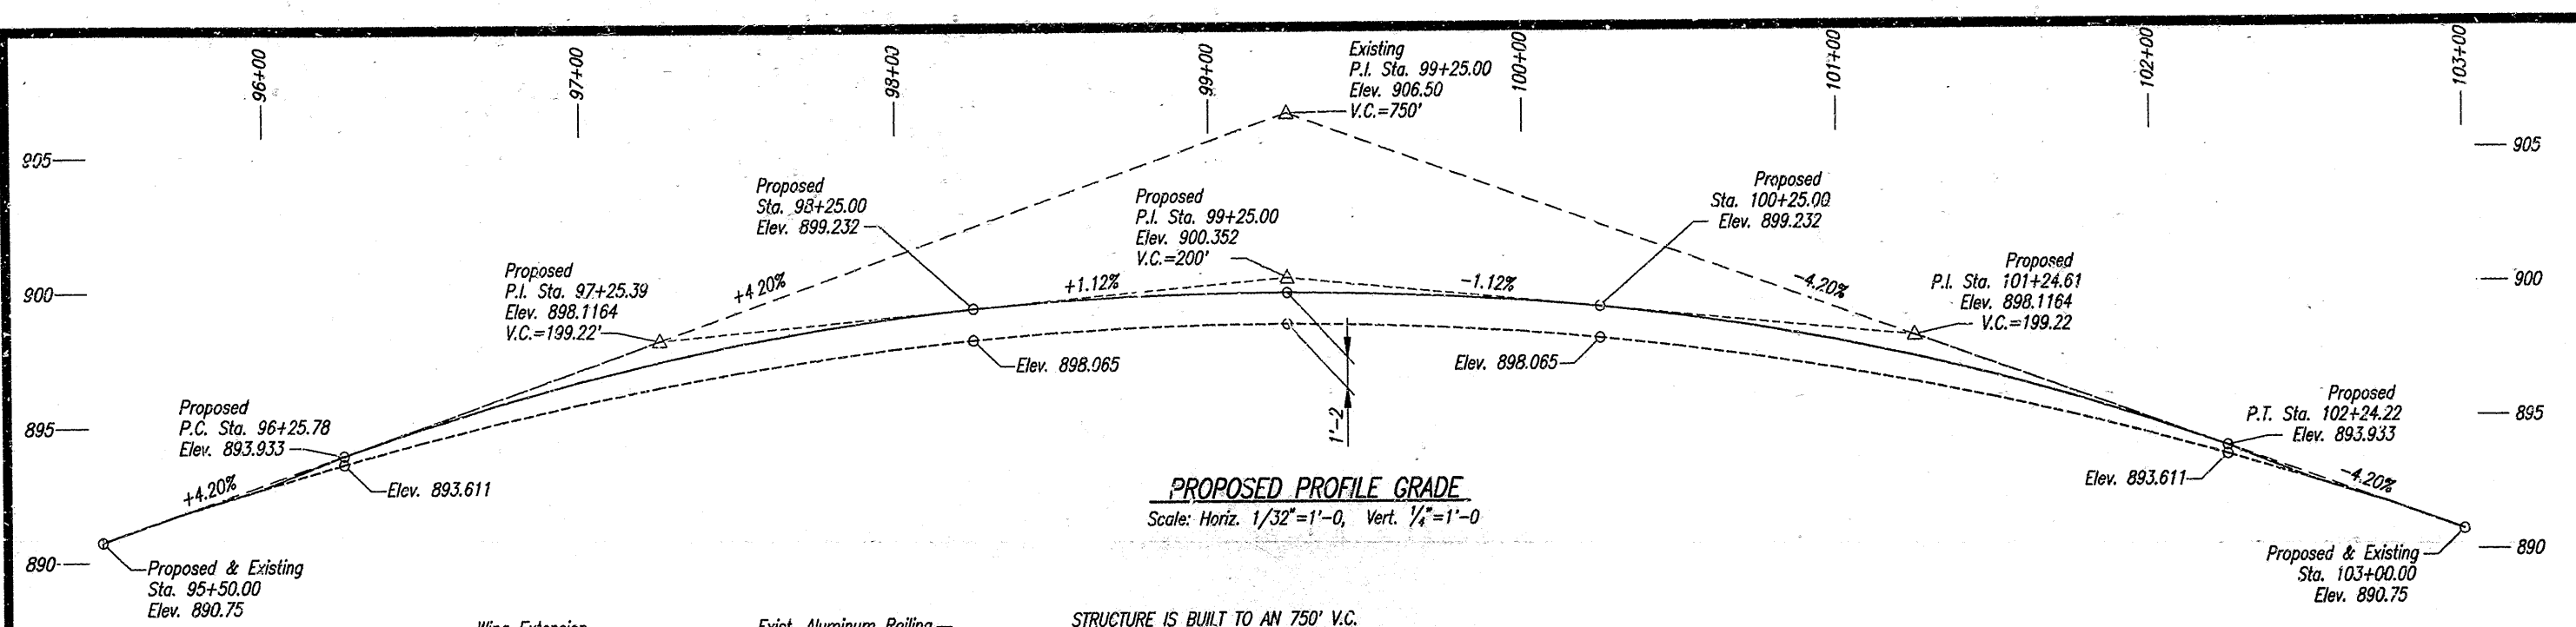 96+00
97+00
98+00
99+00
100+00
101+00
102+00
103+00
Existing
P.I. Sta. 99+25.00
Elev. 906.50
V.C.=750'
905
905
Proposed
Sta. 98+25.00
Elev. 899.232
Proposed
P.I. Sta. 99+25.00
Elev. 900.352
V.C.=200'
Proposed
Sta. 100+25.00
Elev. 899.232
Proposed
P.I. Sta. 97+25.39
Elev. 898.1164
V.C.=199.22'
+4.20%
+1.12%
-1.12%
-4.20%
Proposed
P.I. Sta. 101+24.61
Elev. 898.1164
V.C.=199.22
900
900
Elev. 898.065
Elev. 898.065
1'-2
Proposed
P.C. Sta. 96+25.78
Elev. 893.933
Proposed
P.T. Sta. 102+24.22
Elev. 893.933
895
895
+4.20%
Elev. 893.611
Elev. 893.611
-4.20%
PROPOSED PROFILE GRADE
Scale: Horiz. 1/32"=1'-0, Vert. 1/4"=1'-0
890
890
Proposed & Existing
Sta. 95+50.00
Elev. 890.75
Proposed & Existing
Sta. 103+00.00
Elev. 890.75
Wing Extension
Exist. Aluminum Railing
STRUCTURE IS BUILT TO AN 750' V.C.